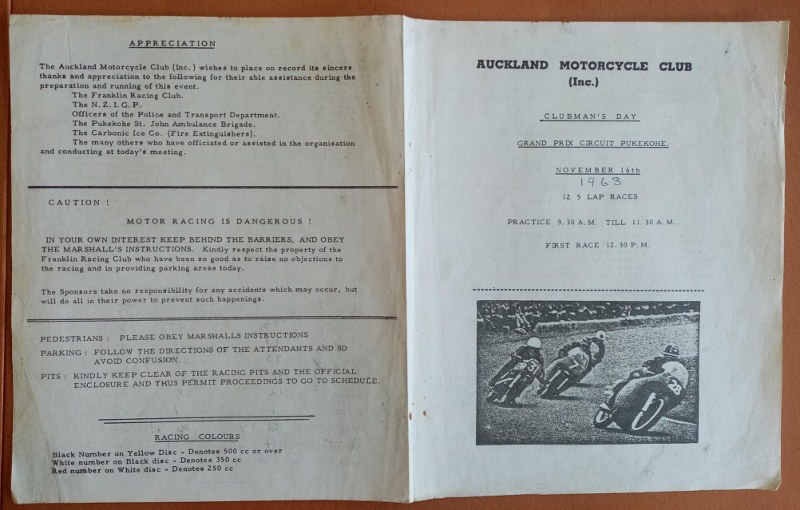 APPRECIATION
The Auckland Motorcycle Club (Inc.) wishes to place on record its sincere
thanks and appreciation to the following for their able assistance during the
preparation and running of this event.
The Franklin Racing Club.
The N.Z.I.G.P.
Officers of the Police and Transport Department.
The Pukekohe St. John Ambulance Brigade.
The Carbonic Ice Co. (Fire Extinguishers).
The many others who have officiated or assisted in the organisation
and conducting at today's meeting.
CAUTION !
MOTOR RACING IS DANGEROUS !
IN YOUR OWN INTEREST KEEP BEHIND THE BARRIERS, AND OBEY
THE MARSHALL'S INSTRUCTIONS. Kindly respect the property of the
Franklin Racing Club who have been so good as to raise no objections to
the racing and in providing parking areas today.
The Sponsors take no responsibility for any accidents which may occur, but
will do all in their power to prevent such happenings.
PEDESTRIANS : PLEASE OBEY MARSHALLS INSTRUCTIONS
PARKING : FOLLOW THE DIRECTIONS OF THE ATTENDANTS AND SO
AVOID CONFUSION.
PITS : KINDLY KEEP CLEAR OF THE RACING PITS AND THE OFFICIAL
ENCLOSURE AND THUS PERMIT PROCEEDINGS TO GO TO SCHEDULE.
RACING COLOURS
Black Number on Yellow Disc - Denotes 500 cc or over
White number on Black disc - Denotes 350 cc
Red number on White disc - Denotes 250 cc
AUCKLAND MOTORCYCLE CLUB
(Inc.)
CLUBMAN'S DAY
GRAND PRIX CIRCUIT PUKEKOHE
NOVEMBER 16th
1963
12 5 LAP RACES
PRACTICE 9.30 A.M. TILL 11.30 A.M.
FIRST RACE 12.30 P.M.
31
28